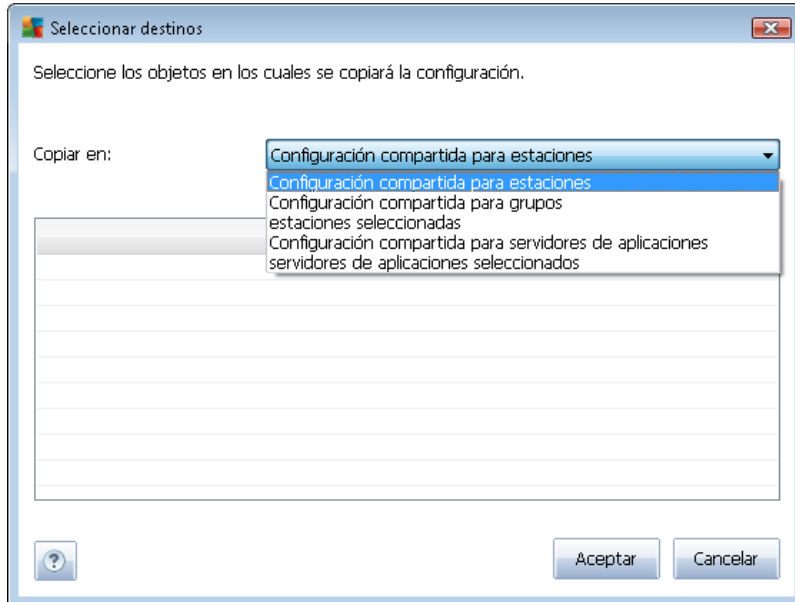 Seleccionar destinos
Seleccione los objetos en los cuales se copiará la configuración.
Copiar en:
Configuración compartida para estaciones
Configuración compartida para estaciones
Configuración compartida para grupos
estaciones seleccionadas
Configuración compartida para servidores de aplicaciones
servidores de aplicaciones seleccionados
?
Aceptar
Cancelar